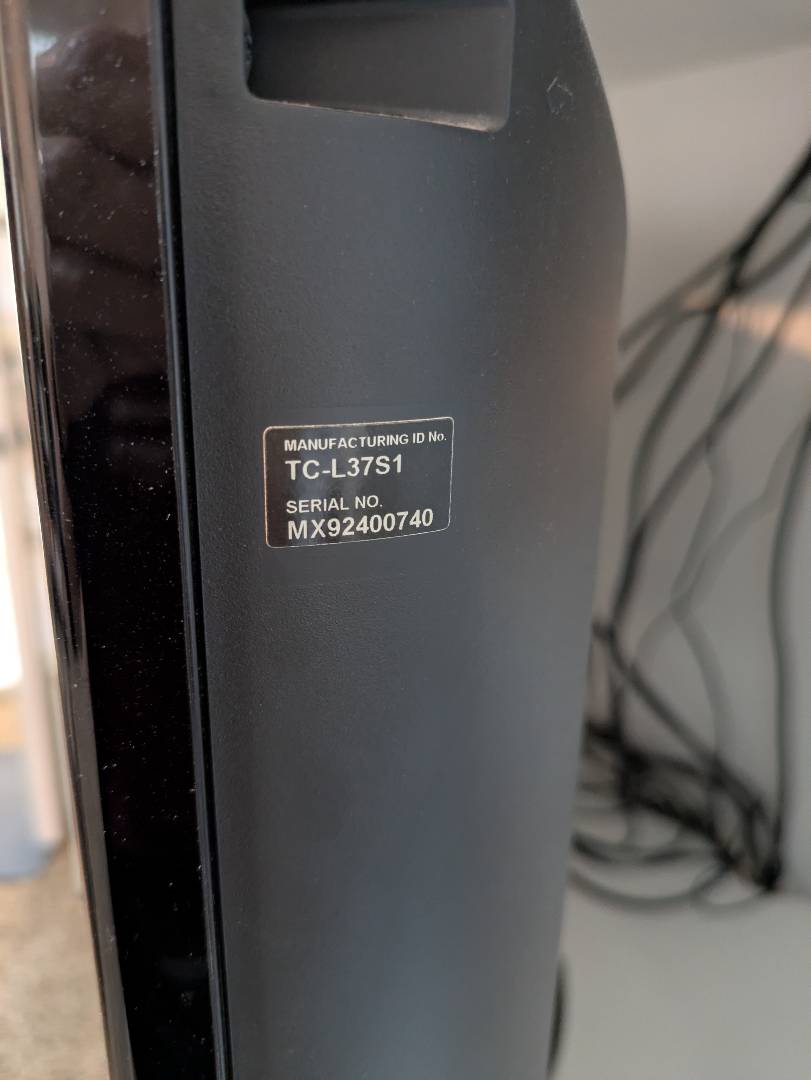 MANUFACTURING ID No.
TC-L37S1
SERIAL NO.
MX92400740